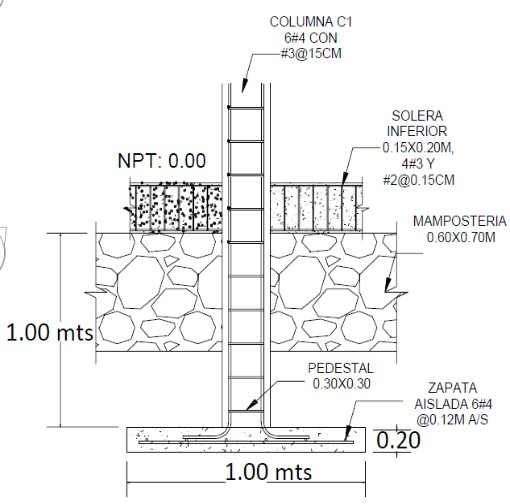 COLUMNA C1
6#4 CON
#3@15CM
SOLERA
INFERIOR
0.15X0.20M,
4#3 Y
#2@0.15CM
NPT: 0.00
MAMPOSTERIA
0.60X0.70M
1.00 mts
PEDESTAL
0.30X0.30
ZAPATA
AISLADA 6#4
@0.12M A/S
0.20
1.00 mts